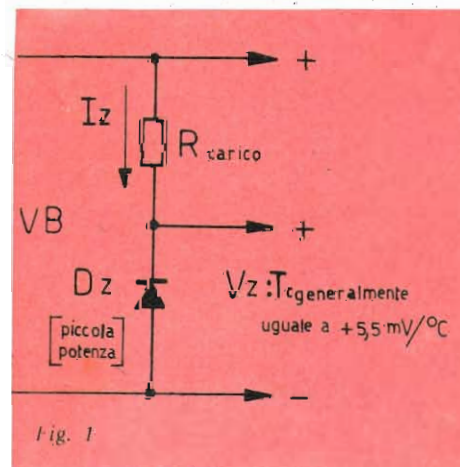 +
Iz
R carico
VB
+
Dz
Vz : Tc generalmente
uguale a +5,5 mV/°C
[piccola
potenza]
−
Fig. 1